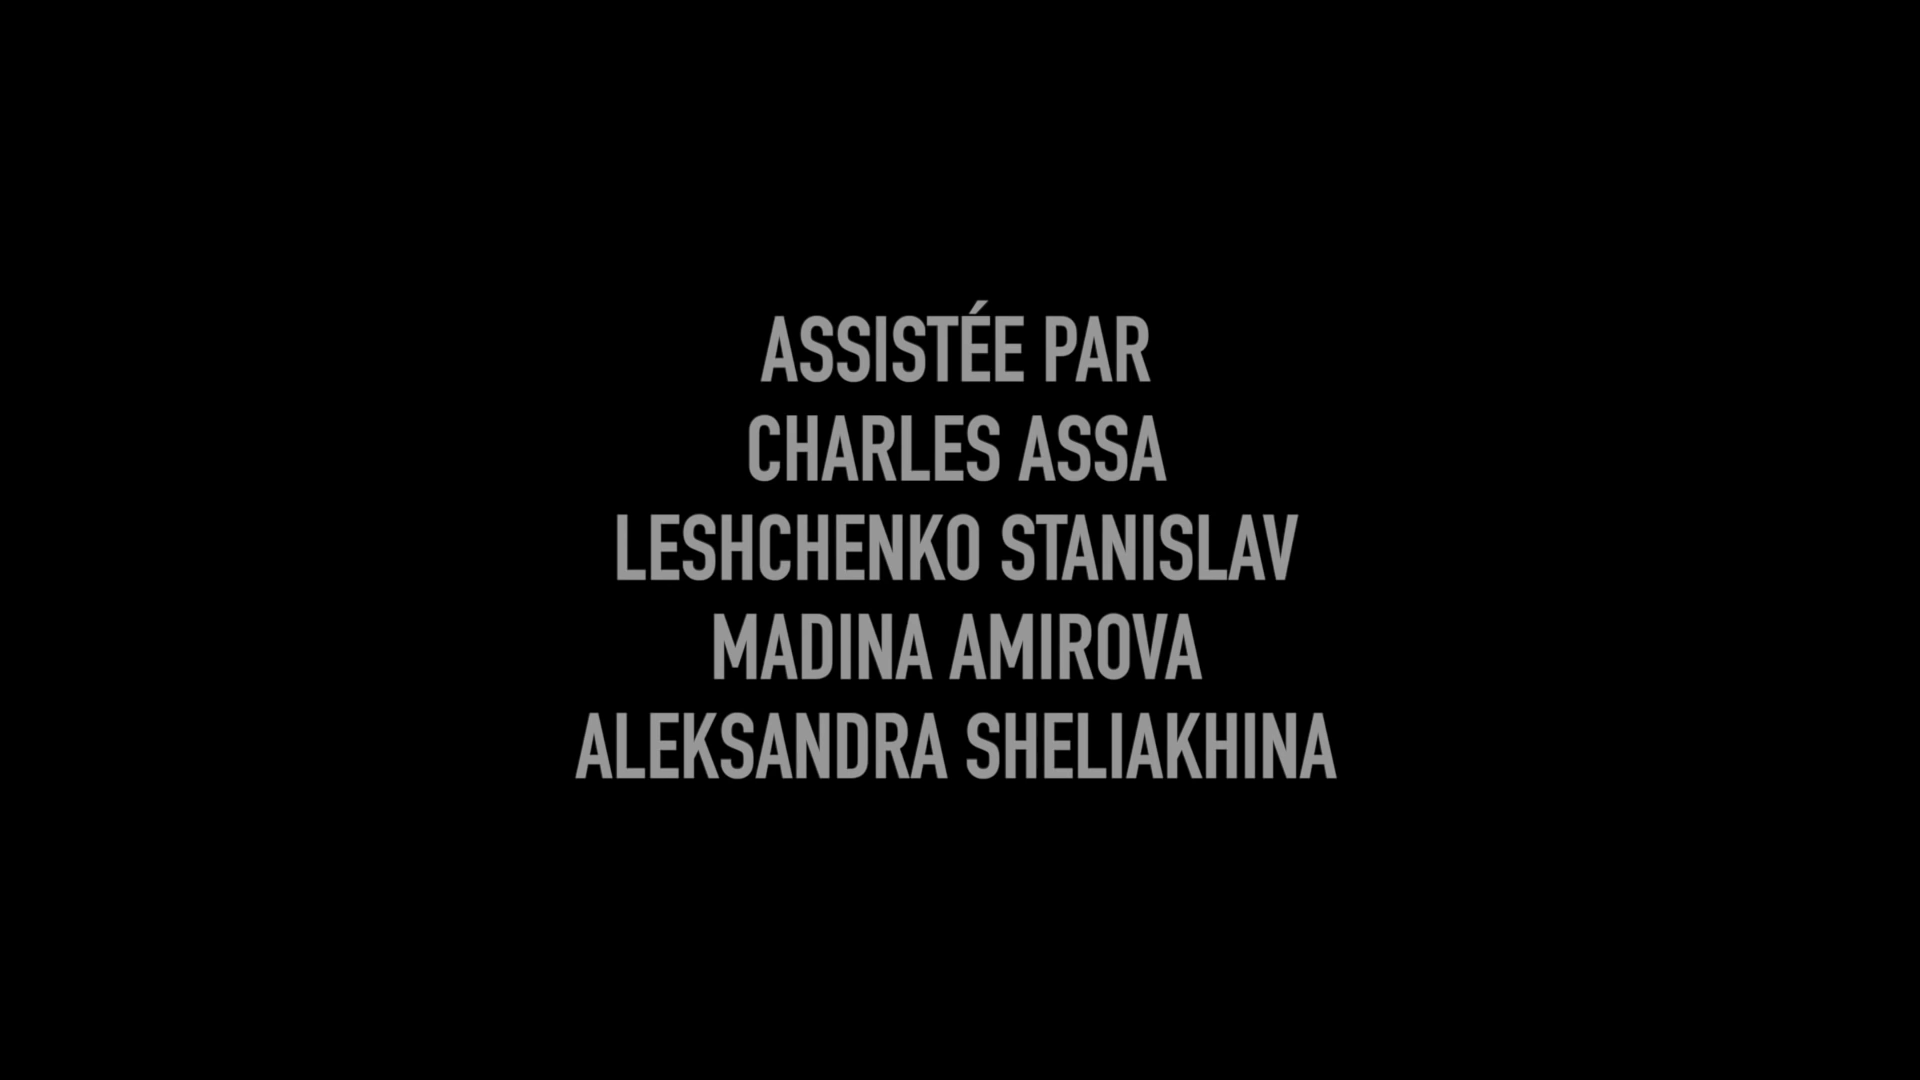 ASSISTÉE PAR
CHARLES ASSA
LESHCHENKO STANISLAV
MADINA AMIROVA
ALEKSANDRA SHELIAKHINA